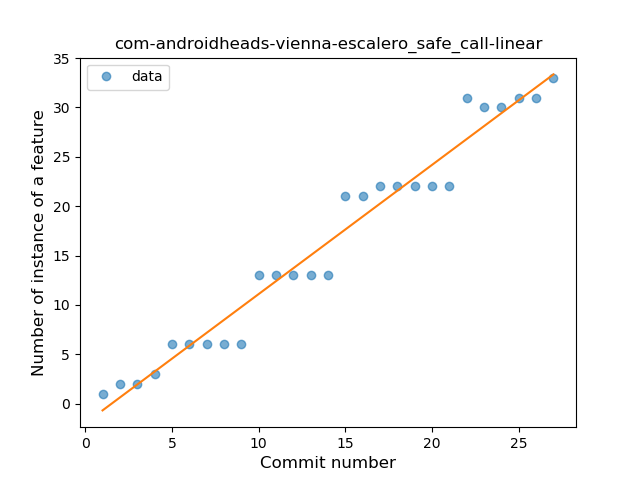 com-androidheads-vienna-escalero_safe_call-linear
data
Number of instance of a feature
35
30
25
20
15
10
5
0
0 5 10 15 20 25
Commit number